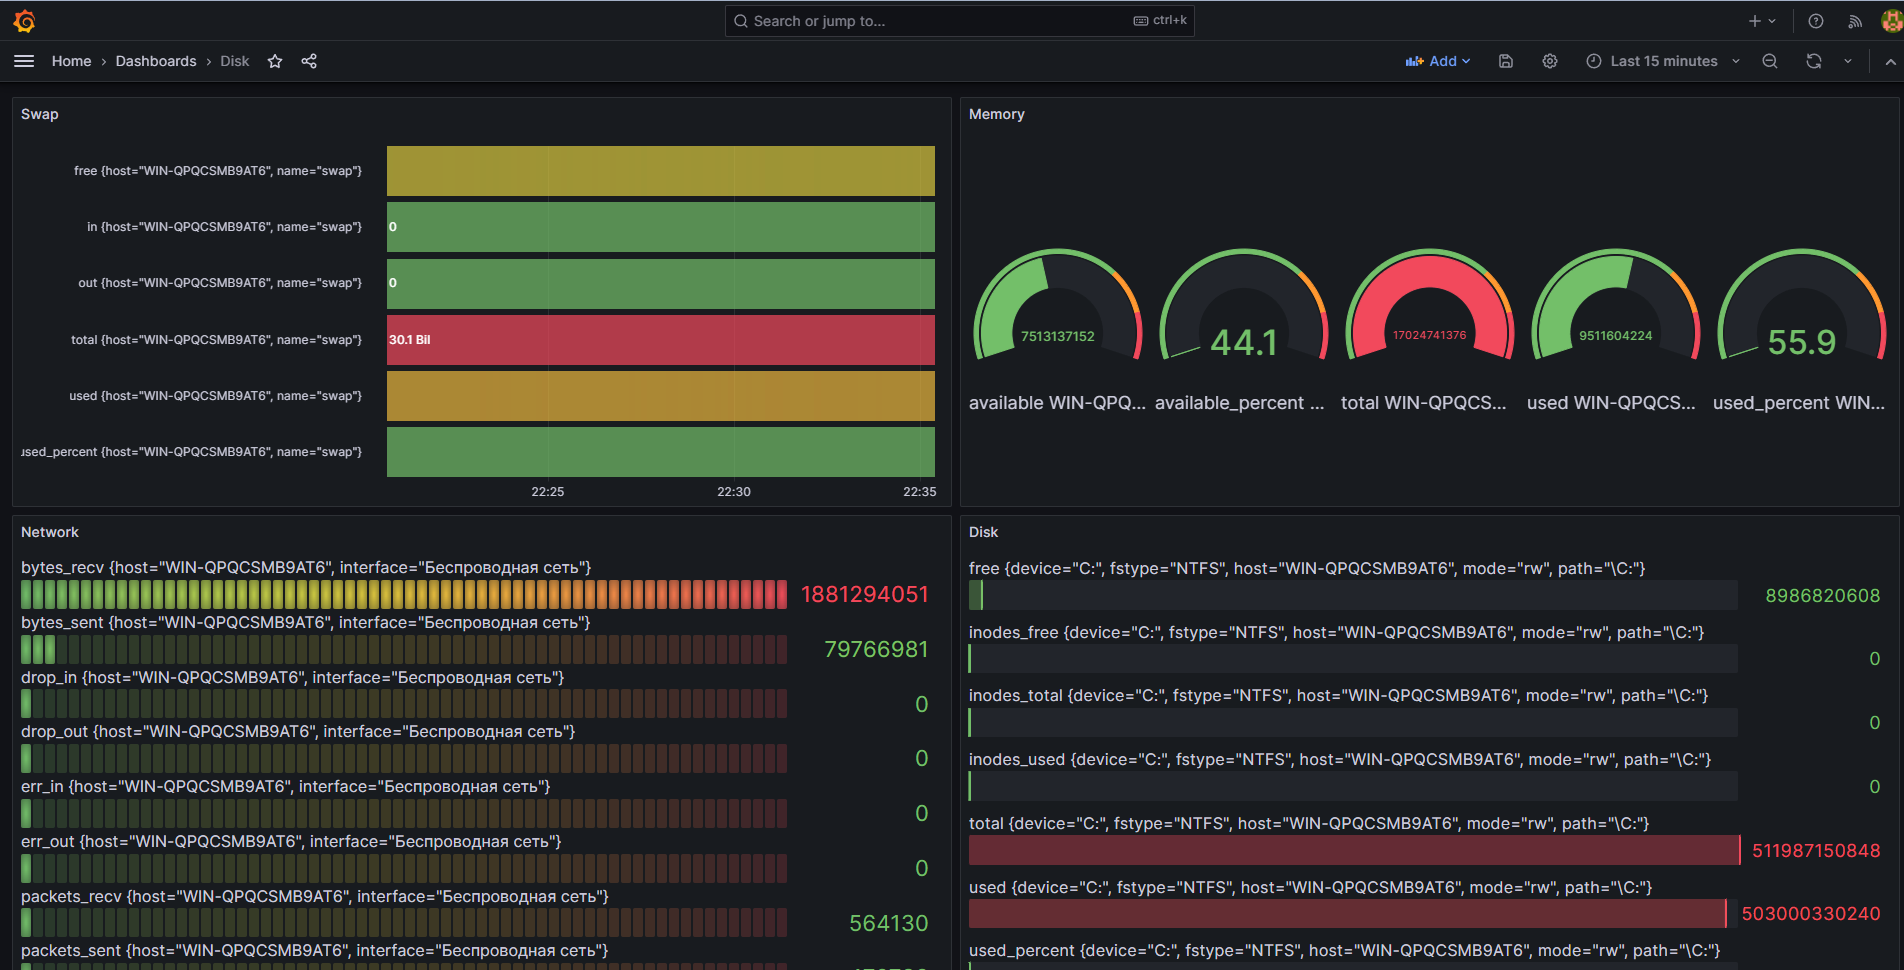 Search or jump to... ctrl+k
Home › Dashboards › Disk
Add Last 15 minutes
Swap
free {host="WIN-QPQCSMB9AT6", name="swap"}
in {host="WIN-QPQCSMB9AT6", name="swap"} 0
out {host="WIN-QPQCSMB9AT6", name="swap"} 0
total {host="WIN-QPQCSMB9AT6", name="swap"} 30.1 Bil
used {host="WIN-QPQCSMB9AT6", name="swap"}
used_percent {host="WIN-QPQCSMB9AT6", name="swap"}
22:25 22:30 22:35
Memory
7513137152 44.1 17024741376 9511604224 55.9
available WIN-QPQ... available_percent ... total WIN-QPQCS... used WIN-QPQCS... used_percent WIN...
Network
bytes_recv {host="WIN-QPQCSMB9AT6", interface="Беспроводная сеть"}
1881294051
bytes_sent {host="WIN-QPQCSMB9AT6", interface="Беспроводная сеть"}
79766981
drop_in {host="WIN-QPQCSMB9AT6", interface="Беспроводная сеть"}
0
drop_out {host="WIN-QPQCSMB9AT6", interface="Беспроводная сеть"}
0
err_in {host="WIN-QPQCSMB9AT6", interface="Беспроводная сеть"}
0
err_out {host="WIN-QPQCSMB9AT6", interface="Беспроводная сеть"}
0
packets_recv {host="WIN-QPQCSMB9AT6", interface="Беспроводная сеть"}
564130
packets_sent {host="WIN-QPQCSMB9AT6", interface="Беспроводная сеть"}
Disk
free {device="C:", fstype="NTFS", host="WIN-QPQCSMB9AT6", mode="rw", path="\C:"}
8986820608
inodes_free {device="C:", fstype="NTFS", host="WIN-QPQCSMB9AT6", mode="rw", path="\C:"}
0
inodes_total {device="C:", fstype="NTFS", host="WIN-QPQCSMB9AT6", mode="rw", path="\C:"}
0
inodes_used {device="C:", fstype="NTFS", host="WIN-QPQCSMB9AT6", mode="rw", path="\C:"}
0
total {device="C:", fstype="NTFS", host="WIN-QPQCSMB9AT6", mode="rw", path="\C:"}
511987150848
used {device="C:", fstype="NTFS", host="WIN-QPQCSMB9AT6", mode="rw", path="\C:"}
503000330240
used_percent {device="C:", fstype="NTFS", host="WIN-QPQCSMB9AT6", mode="rw", path="\C:"}